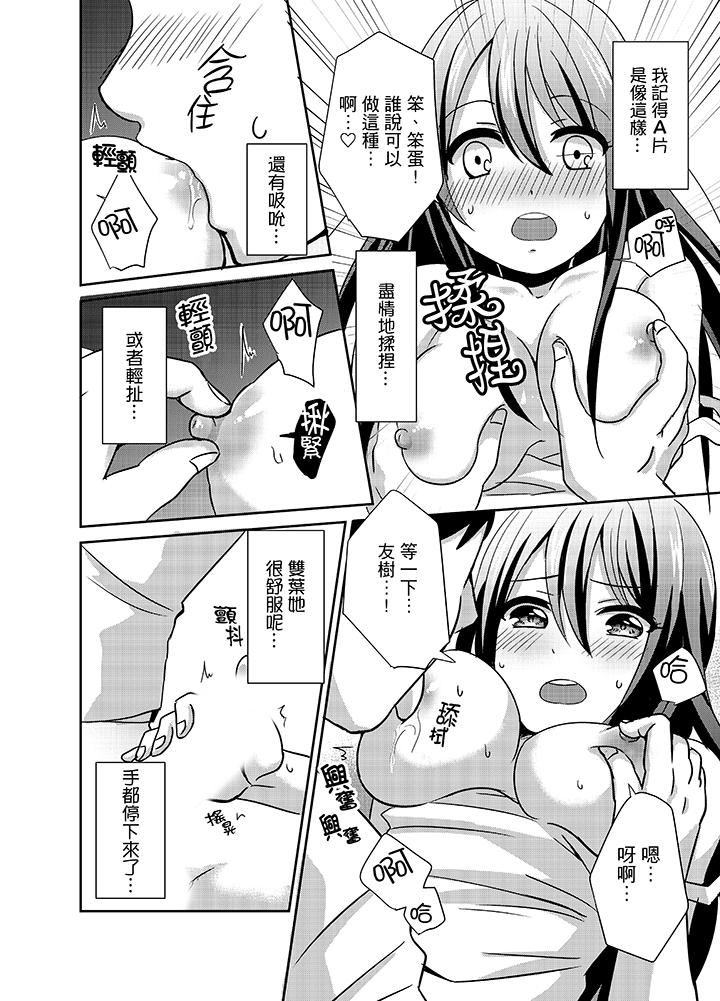 我記得A片
是像這樣…
笨、笨蛋！
誰說可以
做這種…
啊…♡
呼
啊
盡情地揉捏…
揉捏
含住
還有吸吮…
輕顫
啊
或者輕扯…
輕顫
啊
揪緊
等一下…
友樹…！
哈
舔拭
嗯…
呀啊…
興奮
興奮
啊
哈
雙葉她
很舒服呢…
顫抖
搖晃
手都停下來了…